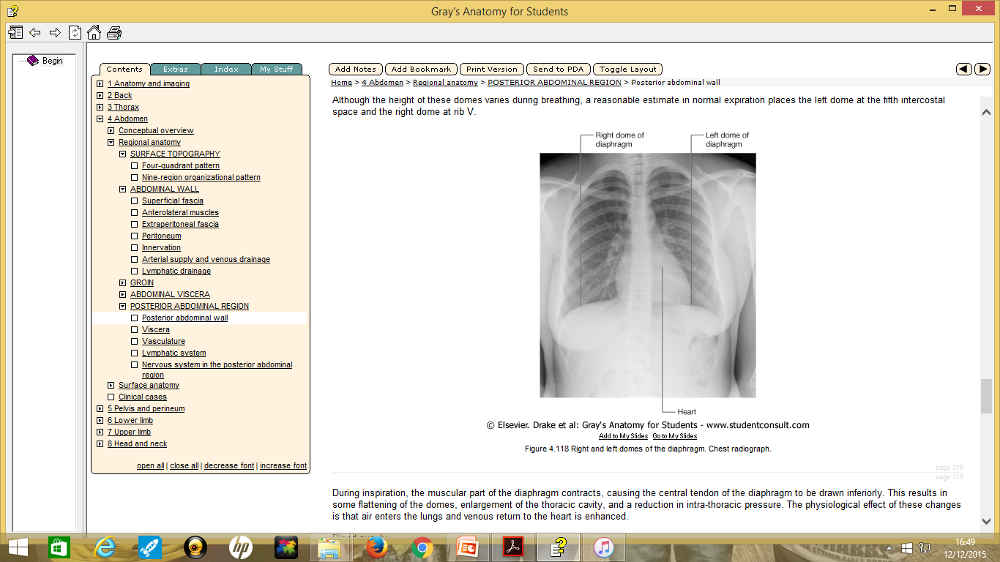 Gray's Anatomy for Students
Begin
Contents
Extras
Index
My Stuff
1 Anatomy and imaging
2 Back
3 Thorax
4 Abdomen
Conceptual overview
Regional anatomy
SURFACE TOPOGRAPHY
Four-quadrant pattern
Nine-region organizational pattern
ABDOMINAL WALL
Superficial fascia
Anterolateral muscles
Extraperitoneal fascia
Peritoneum
Innervation
Arterial supply and venous drainage
Lymphatic drainage
GROIN
ABDOMINAL VISCERA
POSTERIOR ABDOMINAL REGION
Posterior abdominal wall
Viscera
Vasculature
Lymphatic system
Nervous system in the posterior abdominal
region
Surface anatomy
Clinical cases
5 Pelvis and perineum
6 Lower limb
7 Upper limb
8 Head and neck
open all | close all | decrease font | increase font
Add Notes
Add Bookmark
Print Version
Send to PDA
Toggle Layout
Home > 4 Abdomen > Regional anatomy > POSTERIOR ABDOMINAL REGION > Posterior abdominal wall
Although the height of these domes varies during breathing, a reasonable estimate in normal expiration places the left dome at the fifth intercostal
space and the right dome at rib V.
Right dome of
diaphragm
Left dome of
diaphragm
Heart
© Elsevier. Drake et al: Gray's Anatomy for Students - www.studentconsult.com
Add to My Slides Go to My Slides
Figure 4.118 Right and left domes of the diaphragm. Chest radiograph.
page 318
page 319
During inspiration, the muscular part of the diaphragm contracts, causing the central tendon of the diaphragm to be drawn inferiorly. This results in
some flattening of the domes, enlargement of the thoracic cavity, and a reduction in intra-thoracic pressure. The physiological effect of these changes
is that air enters the lungs and venous return to the heart is enhanced.
hp
16:49
12/12/2015